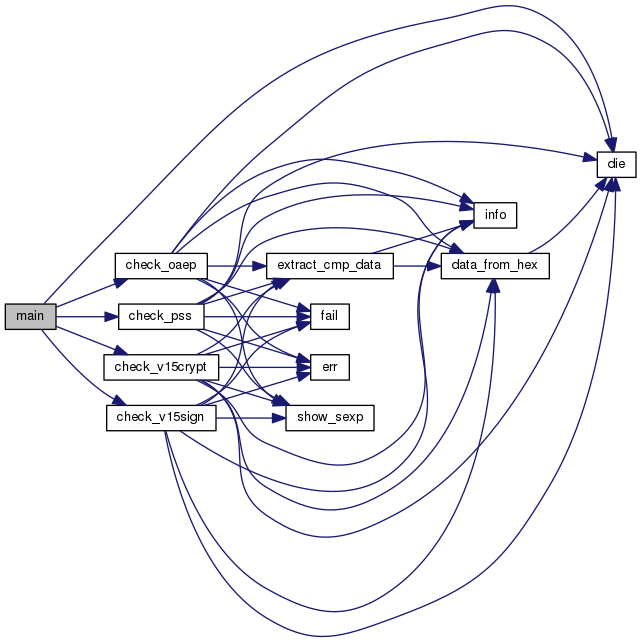 main
check_oaep
check_pss
check_v15crypt
check_v15sign
extract_cmp_data
fail
err
show_sexp
info
data_from_hex
die